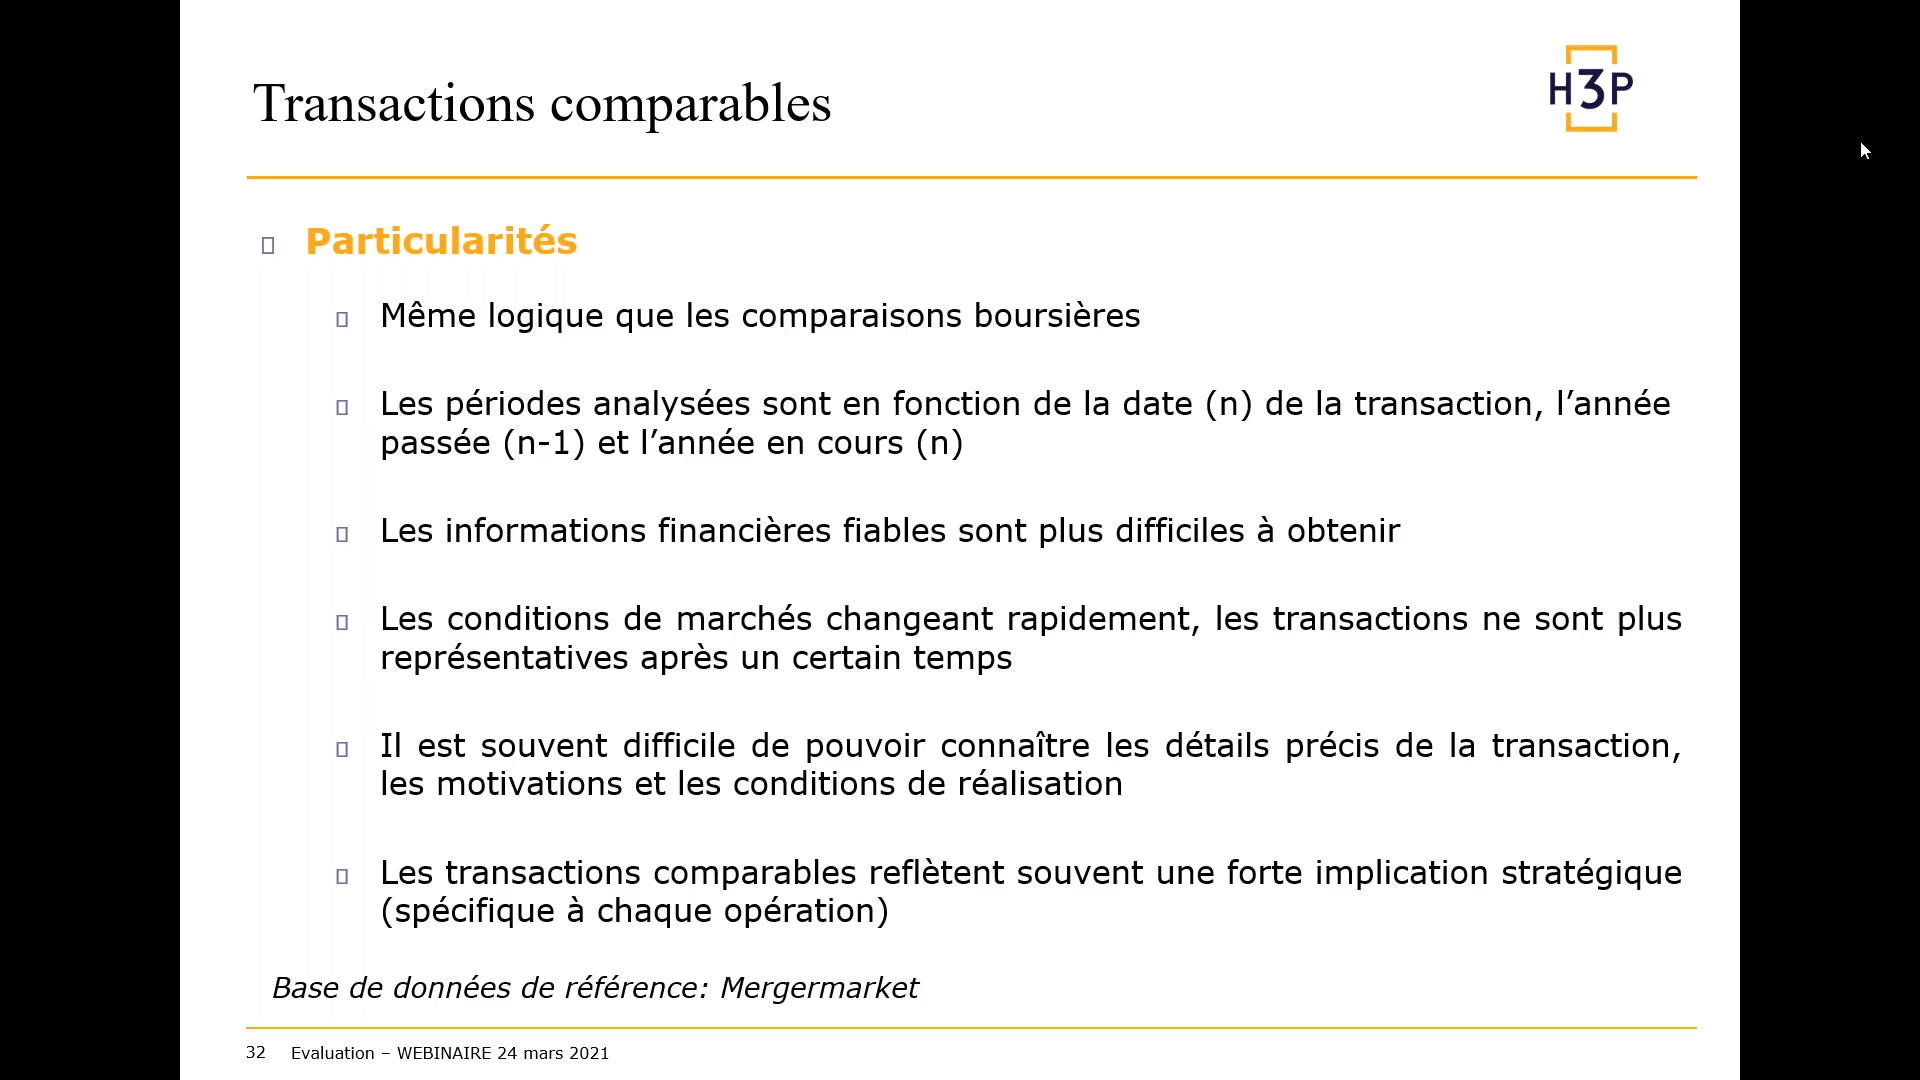 Transactions comparables
H3P
Particularités
Même logique que les comparaisons boursières
Les périodes analysées sont en fonction de la date (n) de la transaction, l’année
passée (n-1) et l’année en cours (n)
Les informations financières fiables sont plus difficiles à obtenir
Les conditions de marchés changeant rapidement, les transactions ne sont plus
représentatives après un certain temps
Il est souvent difficile de pouvoir connaître les détails précis de la transaction,
les motivations et les conditions de réalisation
Les transactions comparables reflètent souvent une forte implication stratégique
(spécifique à chaque opération)
Base de données de référence: Mergermarket
32 Evaluation – WEBINAIRE 24 mars 2021